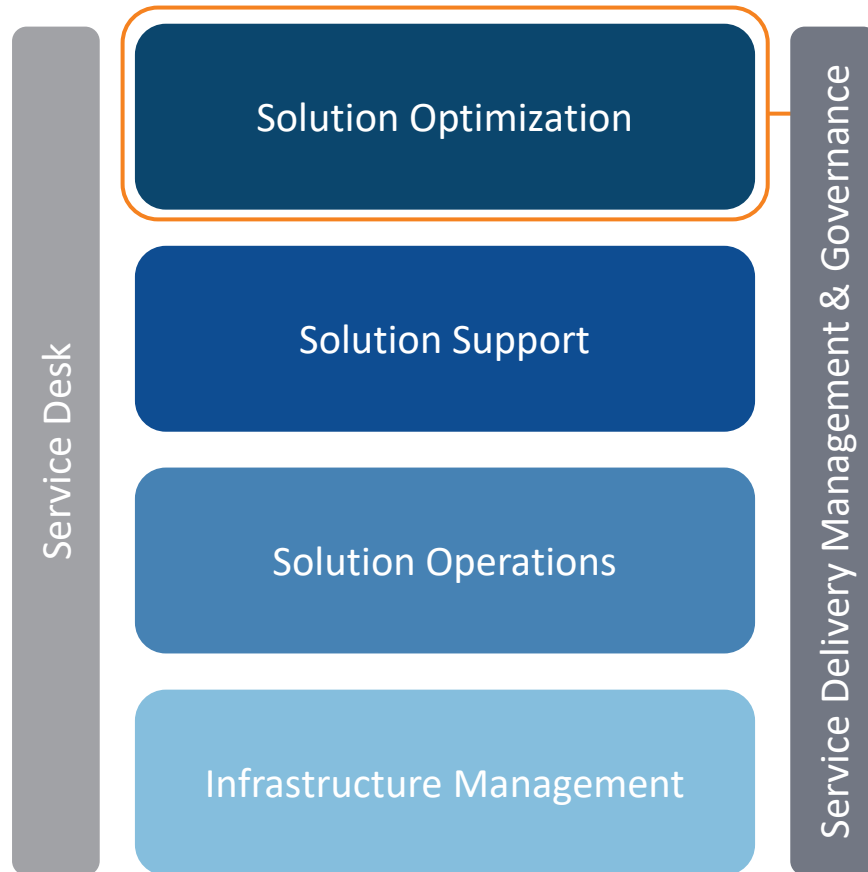 Service Desk
Solution Optimization
Solution Support
Solution Operations
Infrastructure Management
Service Delivery Management & Governance